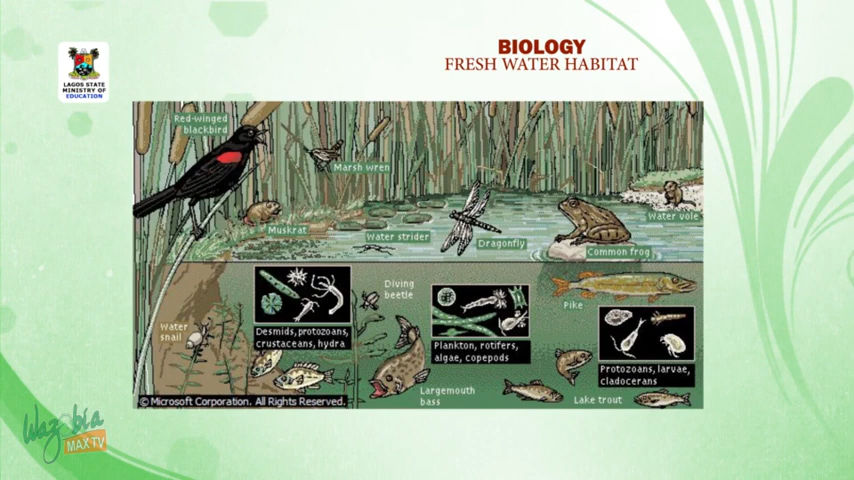 BIOLOGY
FRESH WATER HABITAT
LAGOS STATE
MINISTRY OF
EDUCATION
Red-winged
blackbird
Marsh wren
Muskrat
Water strider
Dragonfly
Common frog
Water vole
Water
snail
Desmids, protozoans,
crustaceans, hydra
Diving
beetle
Plankton, rotifers,
algae, copepods
Pike
Protozoans, larvae,
cladocerans
Largemouth
bass
Lake trout
© Microsoft Corporation. All Rights Reserved.
Wazobia
MAX TV